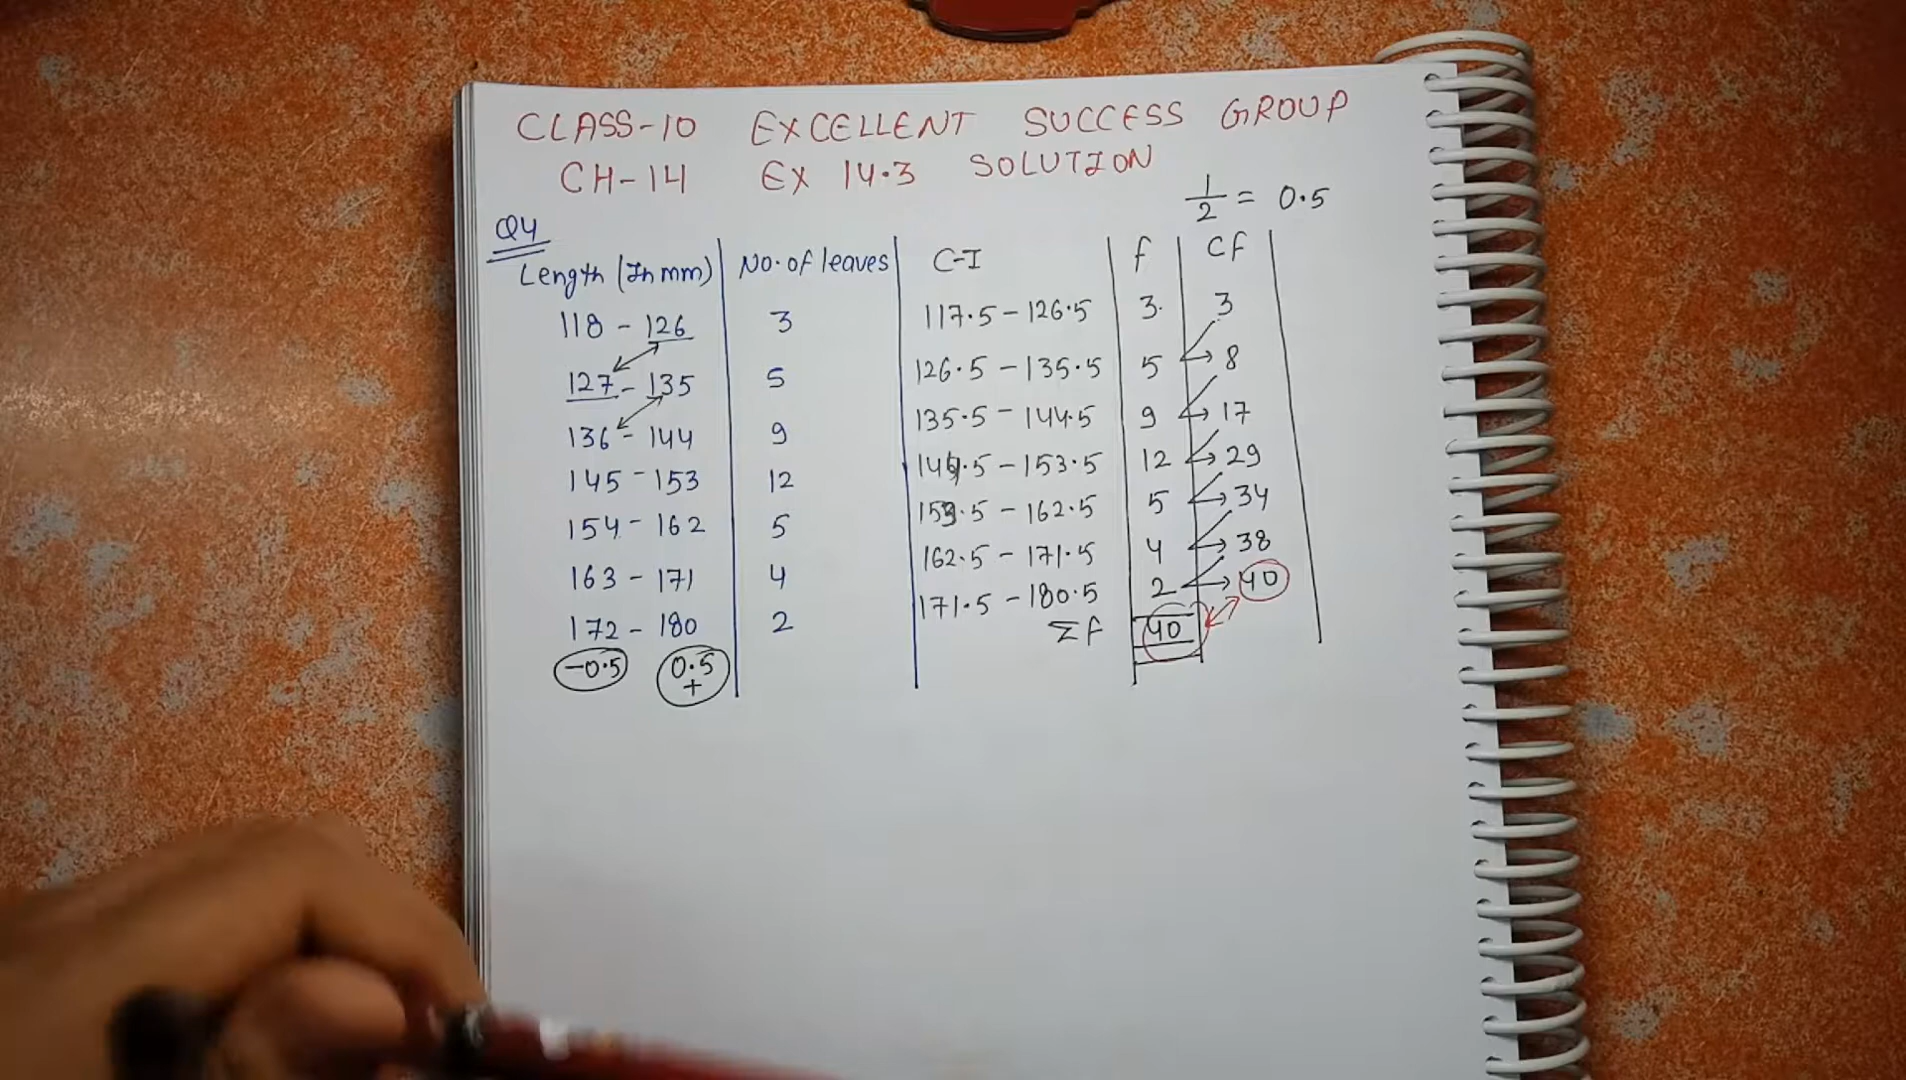 CLASS-10 EXCELLENT SUCCESS GROUP
CH-14 EX 14.3 SOLUTION
1/2 = 0.5
Q4
Length (In mm) No. of leaves C-I f cf
118 - 126 3 117.5 - 126.5 3 3
127 - 135 5 126.5 - 135.5 5 8
136 - 144 9 135.5 - 144.5 9 17
145 - 153 12 144.5 - 153.5 12 29
154 - 162 5 153.5 - 162.5 5 34
163 - 171 4 162.5 - 171.5 4 38
172 - 180 2 171.5 - 180.5 2 40
-0.5 0.5 + Σf 40